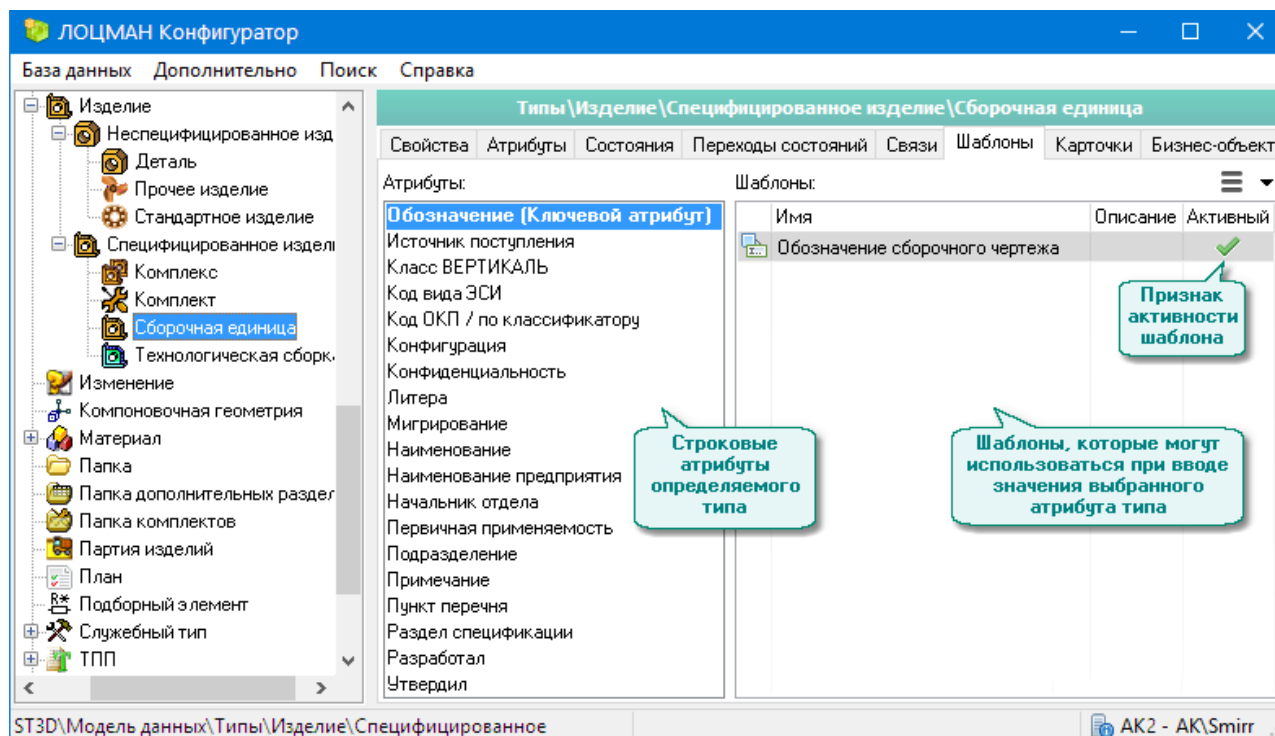 ЛОЦМАН Конфигуратор
База данных Дополнительно Поиск Справка
Изделие
Неспецифицированное изд
Деталь
Прочее изделие
Стандартное изделие
Специфицированное издели
Комплекс
Комплект
Сборочная единица
Технологическая сборк
Изменение
Компоновочная геометрия
Материал
Папка
Папка дополнительных раздел
Папка комплектов
Партия изделий
План
Подборный элемент
Служебный тип
ТПП
Типы\Изделие\Специфицированное изделие\Сборочная единица
Свойства Атрибуты Состояния Переходы состояний Связи Шаблоны Карточки Бизнес-объект
Атрибуты:
Обозначение (Ключевой атрибут)
Источник поступления
Класс ВЕРТИКАЛЬ
Код вида ЭСИ
Код ОКП / по классификатору
Конфигурация
Конфиденциальность
Литера
Мигрирование
Наименование
Наименование предприятия
Начальник отдела
Первичная применяемость
Подразделение
Примечание
Пункт перечня
Раздел спецификации
Разработал
Утвердил
Строковые
атрибуты
определяемого
типа
Шаблоны:
Имя Описание Активный
Обозначение сборочного чертежа
Признак
активности
шаблона
Шаблоны, которые могут
использоваться при вводе
значения выбранного
атрибута типа
ST3D\Модель данных\Типы\Изделие\Специфицированное
AK2 - AK\Smirr